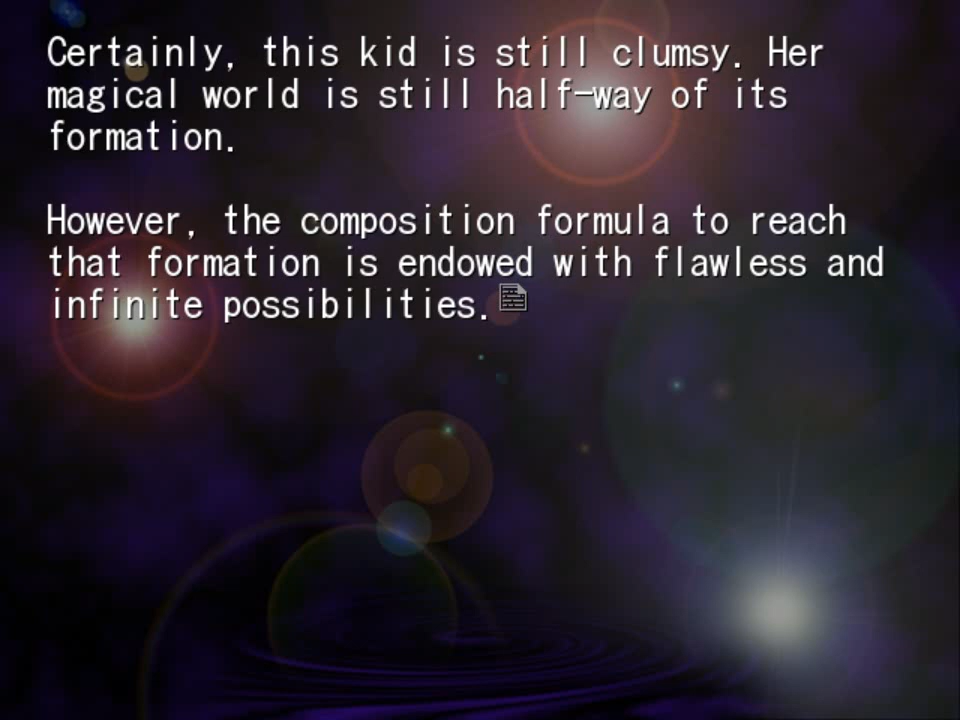 Certainly, this kid is still clumsy. Her
magical world is still half-way of its
formation.
However, the composition formula to reach
that formation is endowed with flawless and
infinite possibilities.